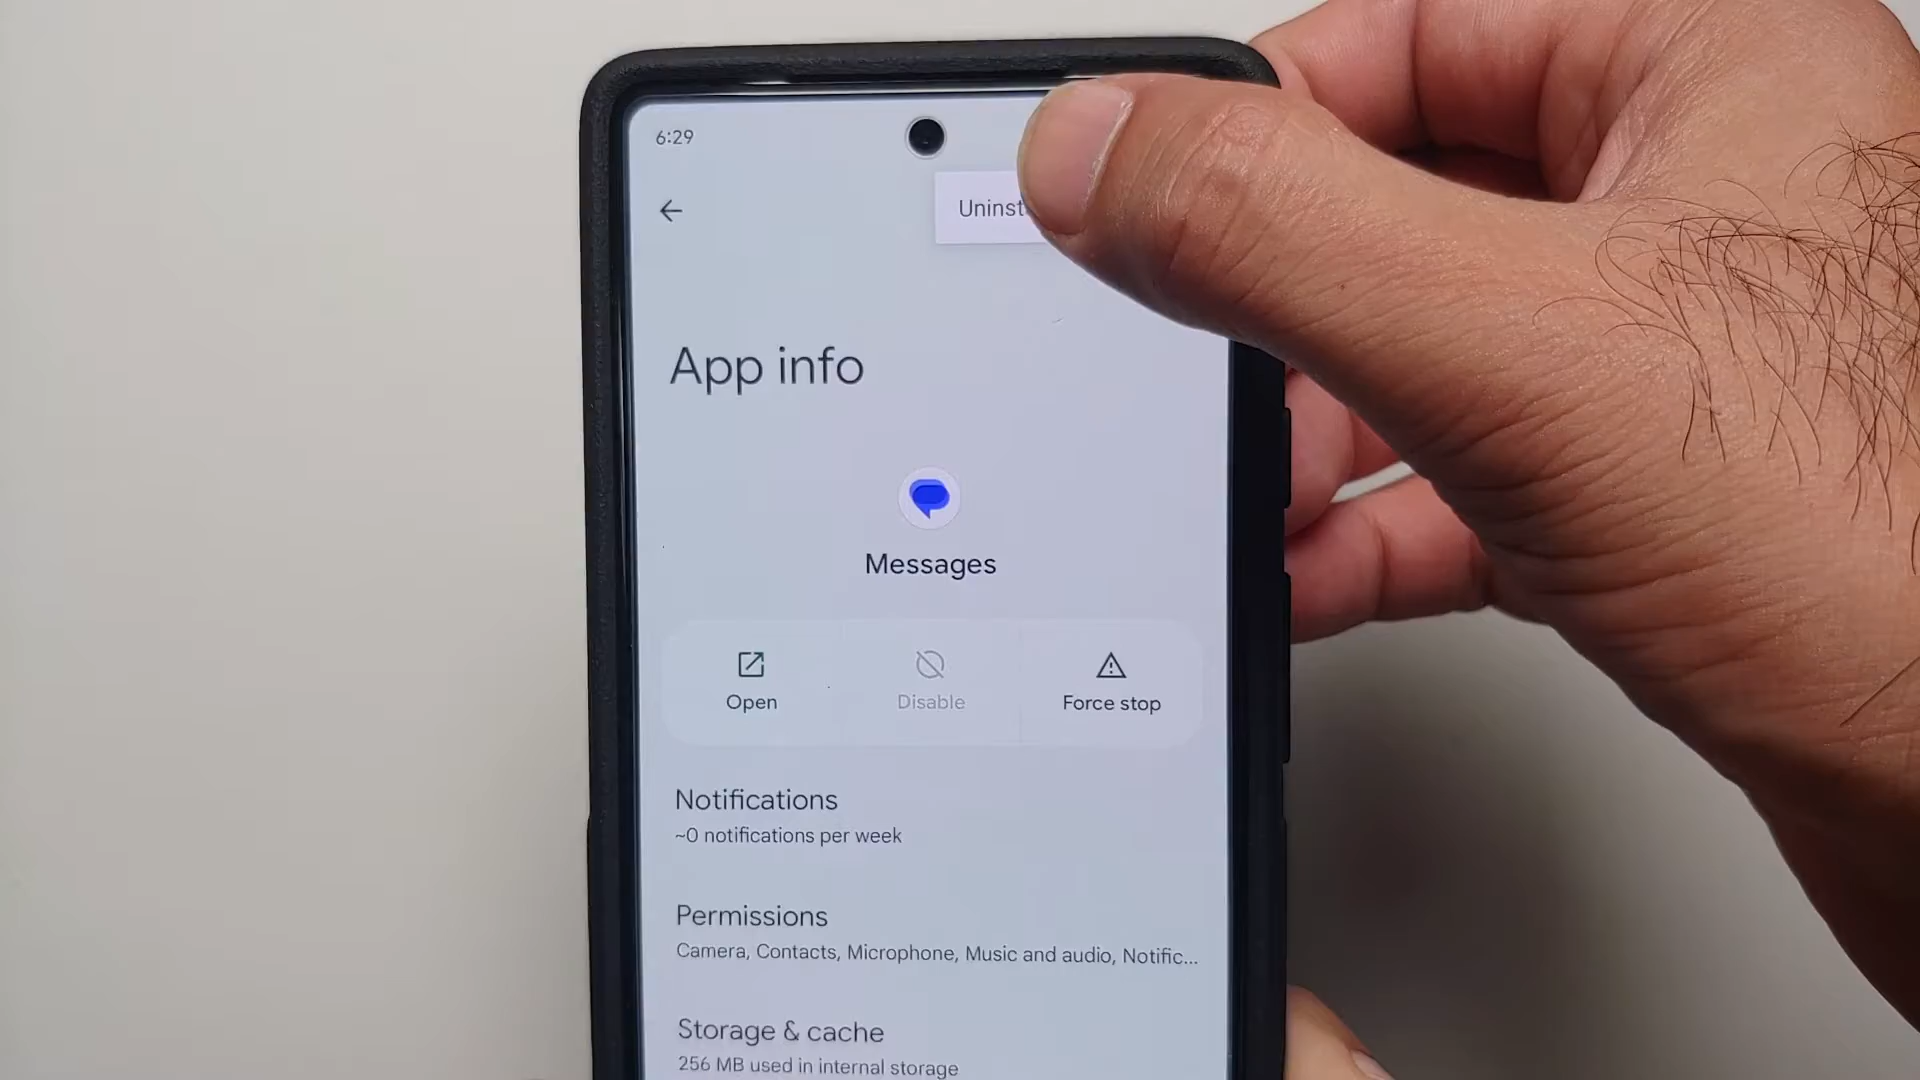 6:29
App info
Messages
Open
Disable
Force stop
Notifications
~0 notifications per week
Permissions
Camera, Contacts, Microphone, Music and audio, Notific...
Storage & cache
256 MB used in internal storage